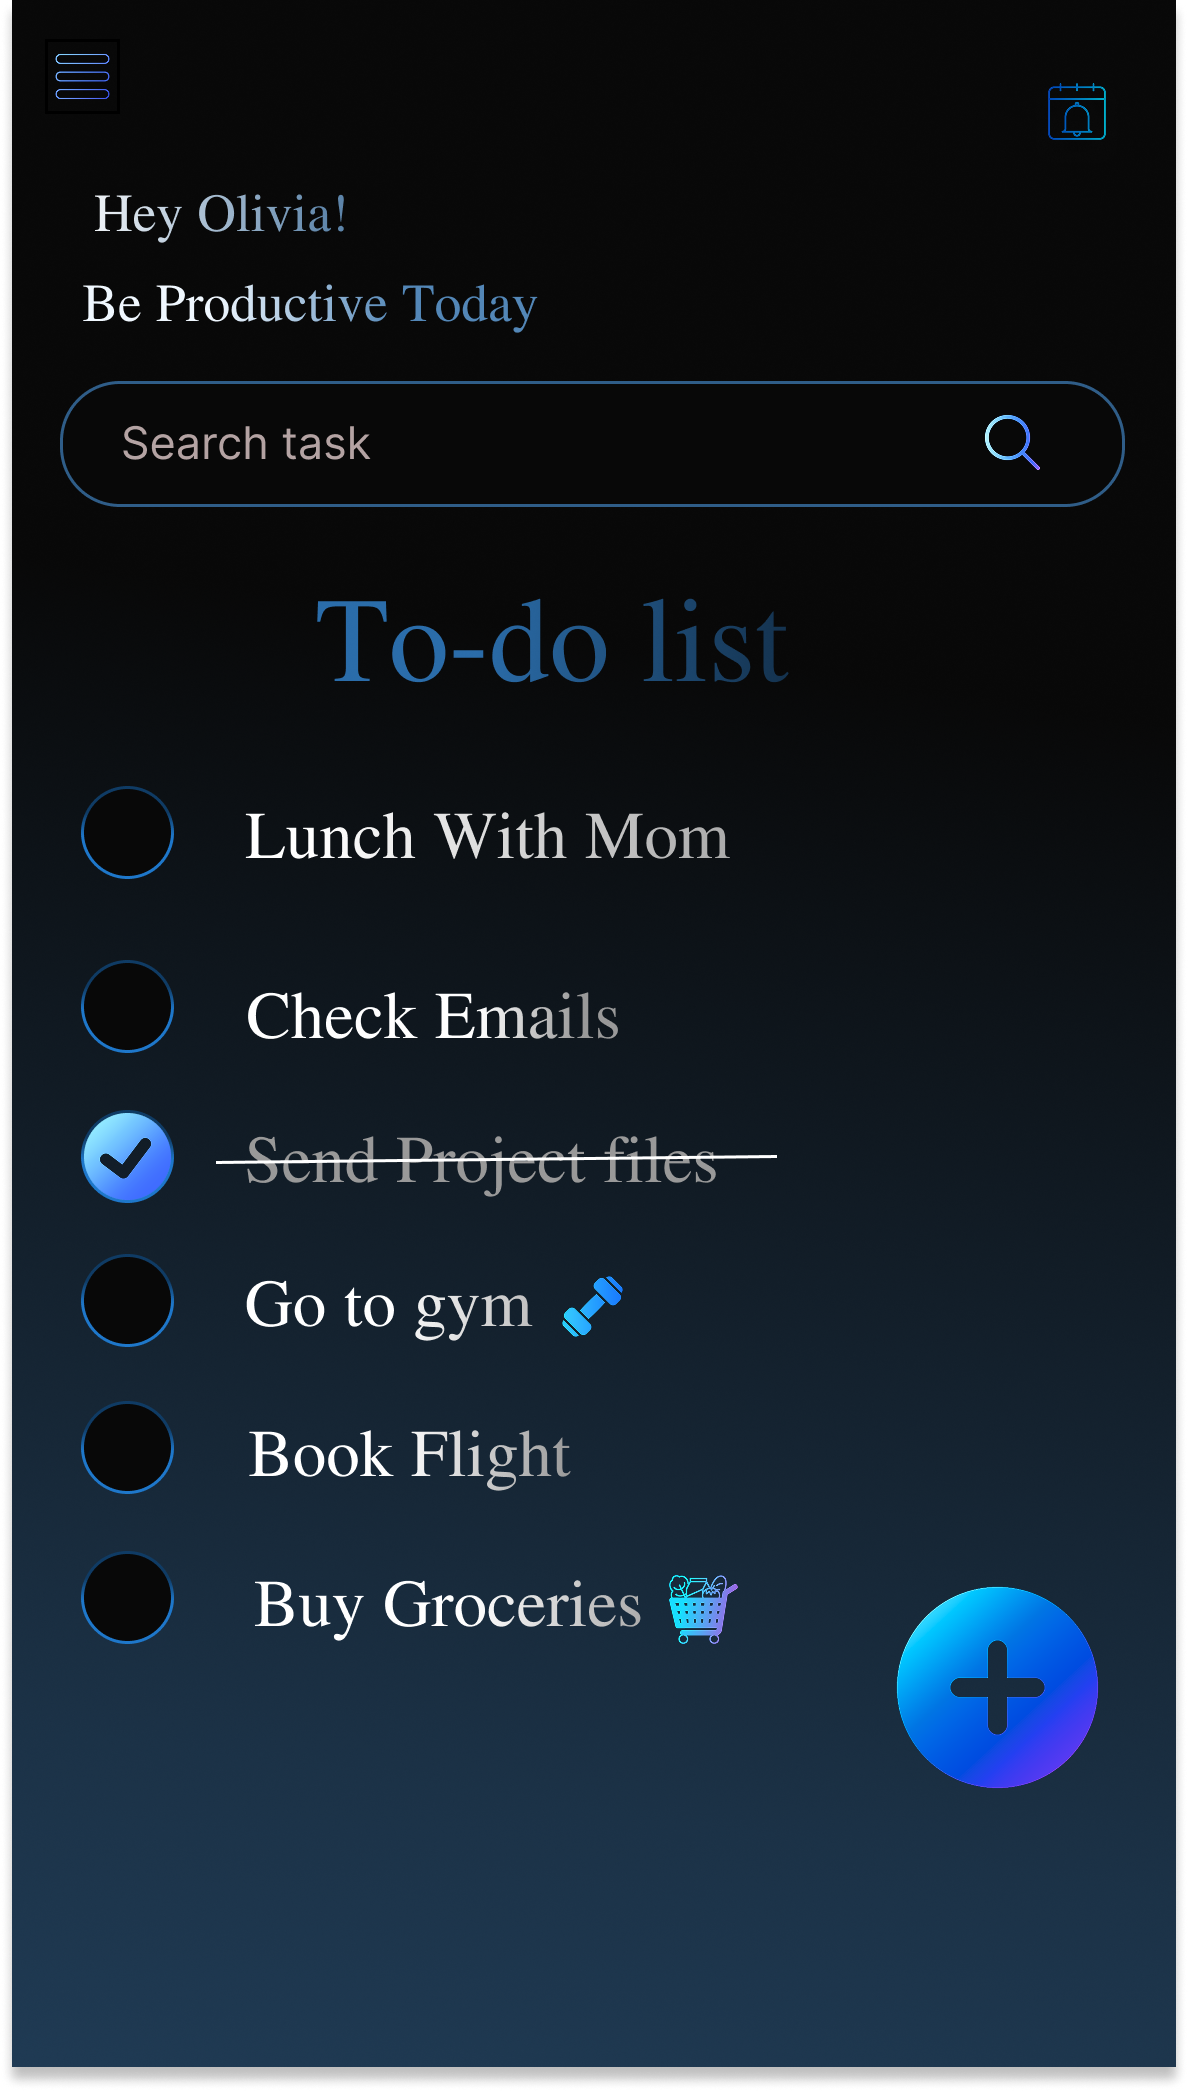 Hey Olivia!
Be Productive Today
Search task
To-do list
Lunch With Mom
Check Emails
Send Project files
Go to gym
Book Flight
Buy Groceries